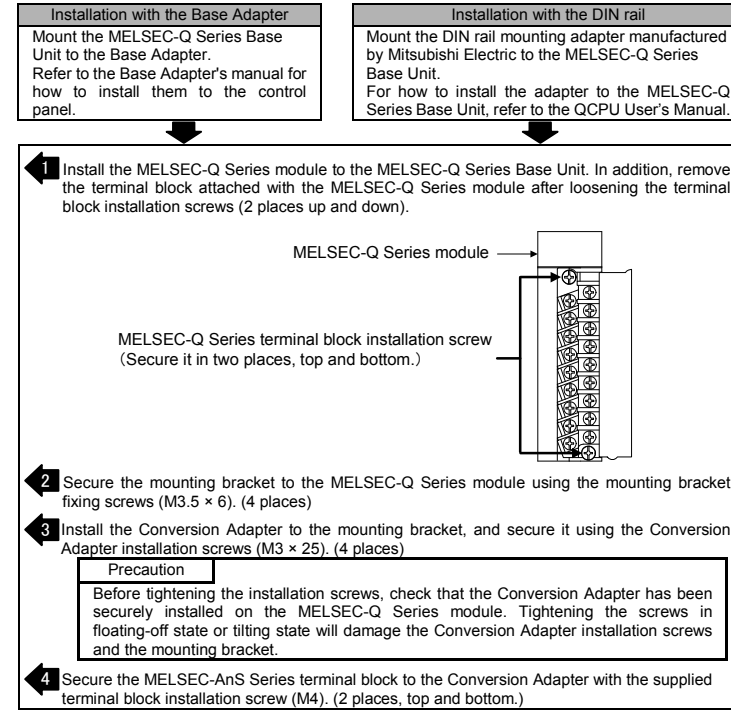 Installation with the Base Adapter
Mount the MELSEC-Q Series Base
Unit to the Base Adapter.
Refer to the Base Adapter's manual for
how to install them to the control
panel.
Installation with the DIN rail
Mount the DIN rail mounting adapter manufactured
by Mitsubishi Electric to the MELSEC-Q Series
Base Unit.
For how to install the adapter to the MELSEC-Q
Series Base Unit, refer to the QCPU User's Manual.
1 Install the MELSEC-Q Series module to the MELSEC-Q Series Base Unit. In addition, remove
the terminal block attached with the MELSEC-Q Series module after loosening the terminal
block installation screws (2 places up and down).
MELSEC-Q Series module
MELSEC-Q Series terminal block installation screw
（Secure it in two places, top and bottom.）
2 Secure the mounting bracket to the MELSEC-Q Series module using the mounting bracket
fixing screws (M3.5 × 6). (4 places)
3 Install the Conversion Adapter to the mounting bracket, and secure it using the Conversion
Adapter installation screws (M3 × 25). (4 places)
Precaution
Before tightening the installation screws, check that the Conversion Adapter has been
securely installed on the MELSEC-Q Series module. Tightening the screws in
floating-off state or tilting state will damage the Conversion Adapter installation screws
and the mounting bracket.
4 Secure the MELSEC-AnS Series terminal block to the Conversion Adapter with the supplied
terminal block installation screw (M4). (2 places, top and bottom.)